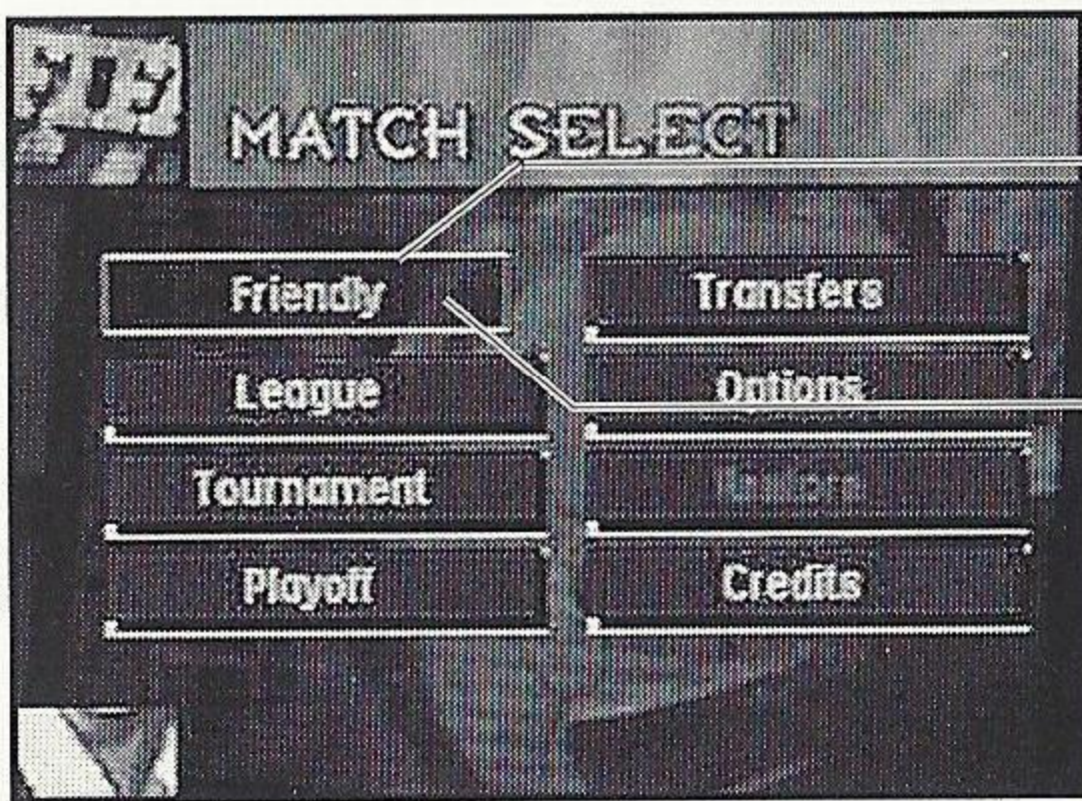 MATCH SELECT
Friendly
Transfers
League
Options
Tournament
Playoff
Credits